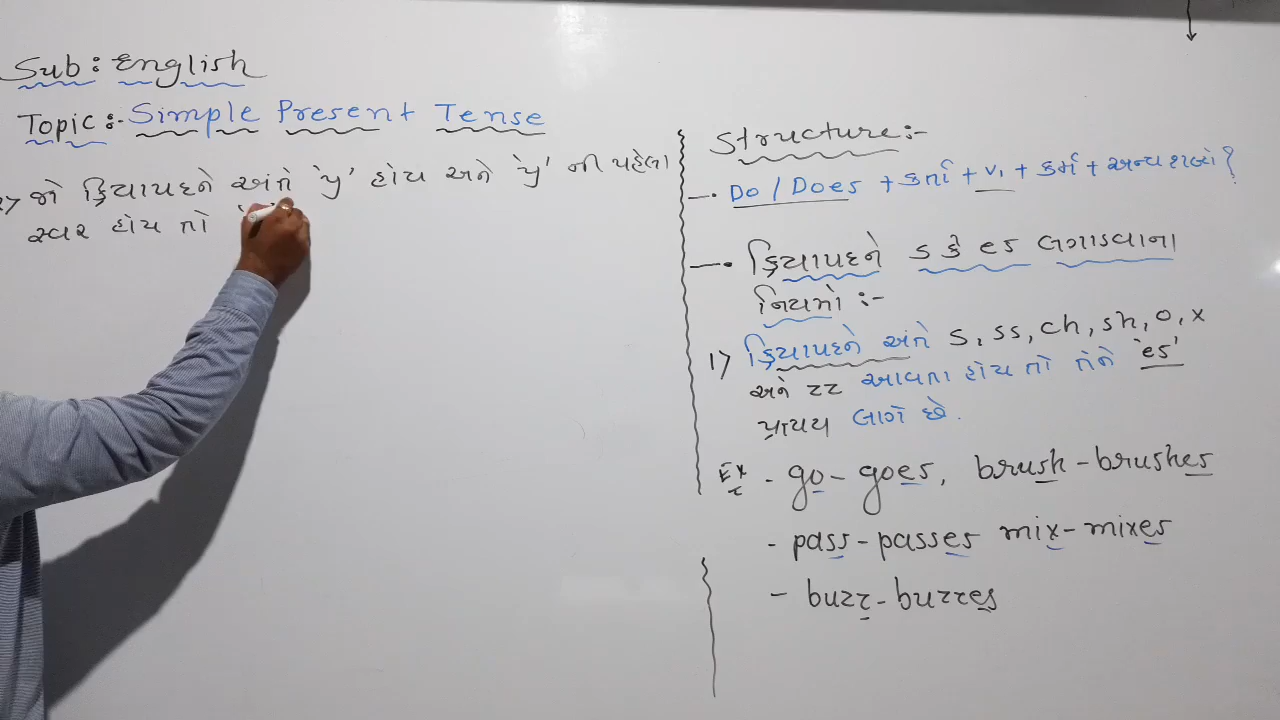 Sub : English
Topic :- Simple Present Tense
2) જો ક્રિયાપદને અંતે 'y' હોય અને 'y' ની પહેલા
સ્વર હોય તો '
Structure :-
• Do / Does + કર્તા + V1 + કર્મ + અન્ય શબ્દો ?
• ક્રિયાપદને s કે es લગાડવાના
નિયમો :-
1) ક્રિયાપદને અંતે s, ss, ch, sh, o, x
અને zz આવતા હોય તો તેને 'es'
પ્રત્યય લાગે છે.
Ex - go - goes, brush - brushes
- pass - passes mix - mixes
- buzz - buzzes